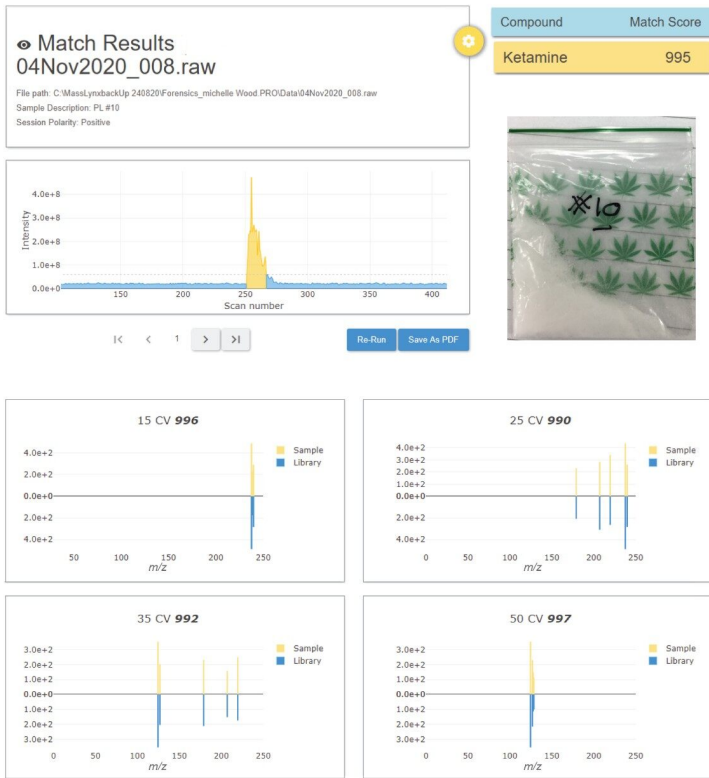 Match Results
04Nov2020_008.raw
File path: C:\MassLynxbackUp 240820\Forensics_michelle Wood.PRO\Data\04Nov2020_008.raw
Sample Description: PL #10
Session Polarity: Positive
Compound Match Score
Ketamine 995
Intensity
4.0e+8
3.0e+8
2.0e+8
1.0e+8
0.0e+0
150 200 250 300 350 400
Scan number
1
Re-Run Save As PDF
#10
15 CV 996
4.0e+2
2.0e+2
0.0e+0
2.0e+2
4.0e+2
50 100 150 200 250
m/z
Sample
Library
25 CV 990
4.0e+2
3.0e+2
2.0e+2
1.0e+2
0.0e+0
2.0e+2
4.0e+2
0 50 100 150 200 250
m/z
Sample
Library
35 CV 992
3.0e+2
2.0e+2
1.0e+2
0.0e+0
1.0e+2
2.0e+2
3.0e+2
0 50 100 150 200 250
m/z
Sample
Library
50 CV 997
3.0e+2
2.0e+2
1.0e+2
0.0e+0
1.0e+2
2.0e+2
3.0e+2
0 50 100 150 200 250
m/z
Sample
Library